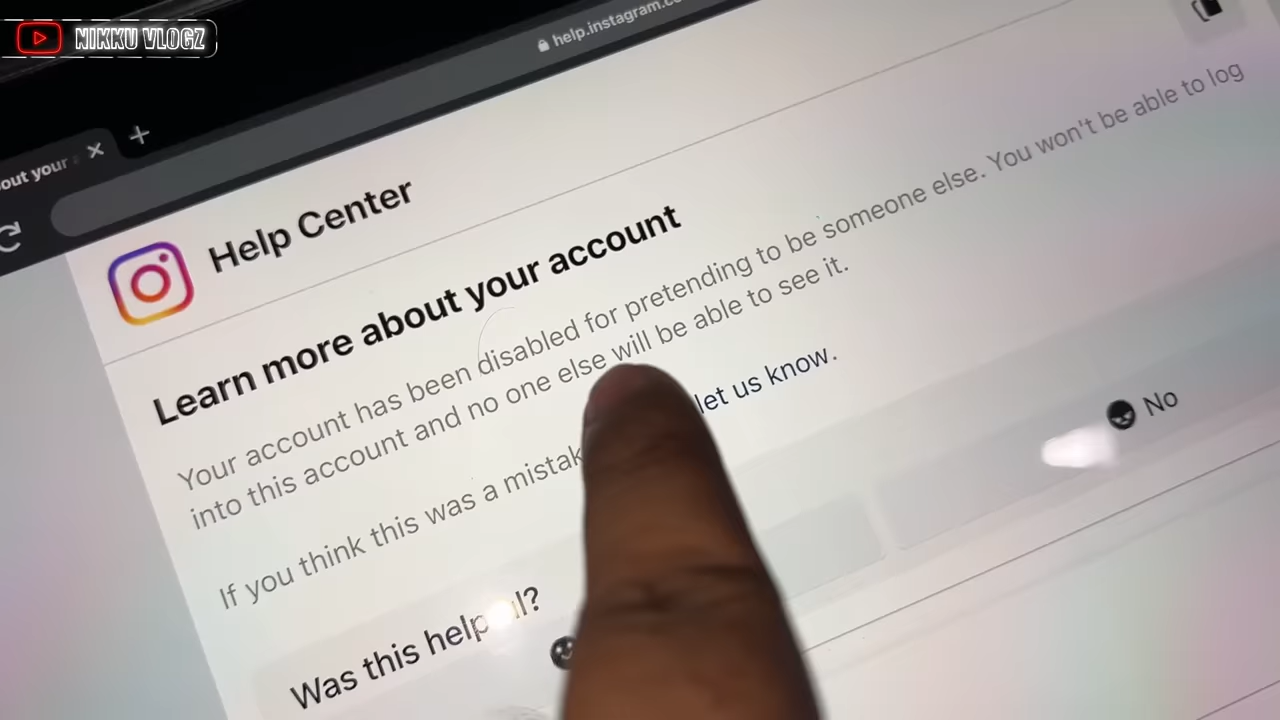 NIKKU VLOGZ
help.instagram.c
out your
Help Center
Learn more about your account
Your account has been disabled for pretending to be someone else. You won't be able to log
into this account and no one else will be able to see it.
If you think this was a mistak let us know.
Was this help ul?
No